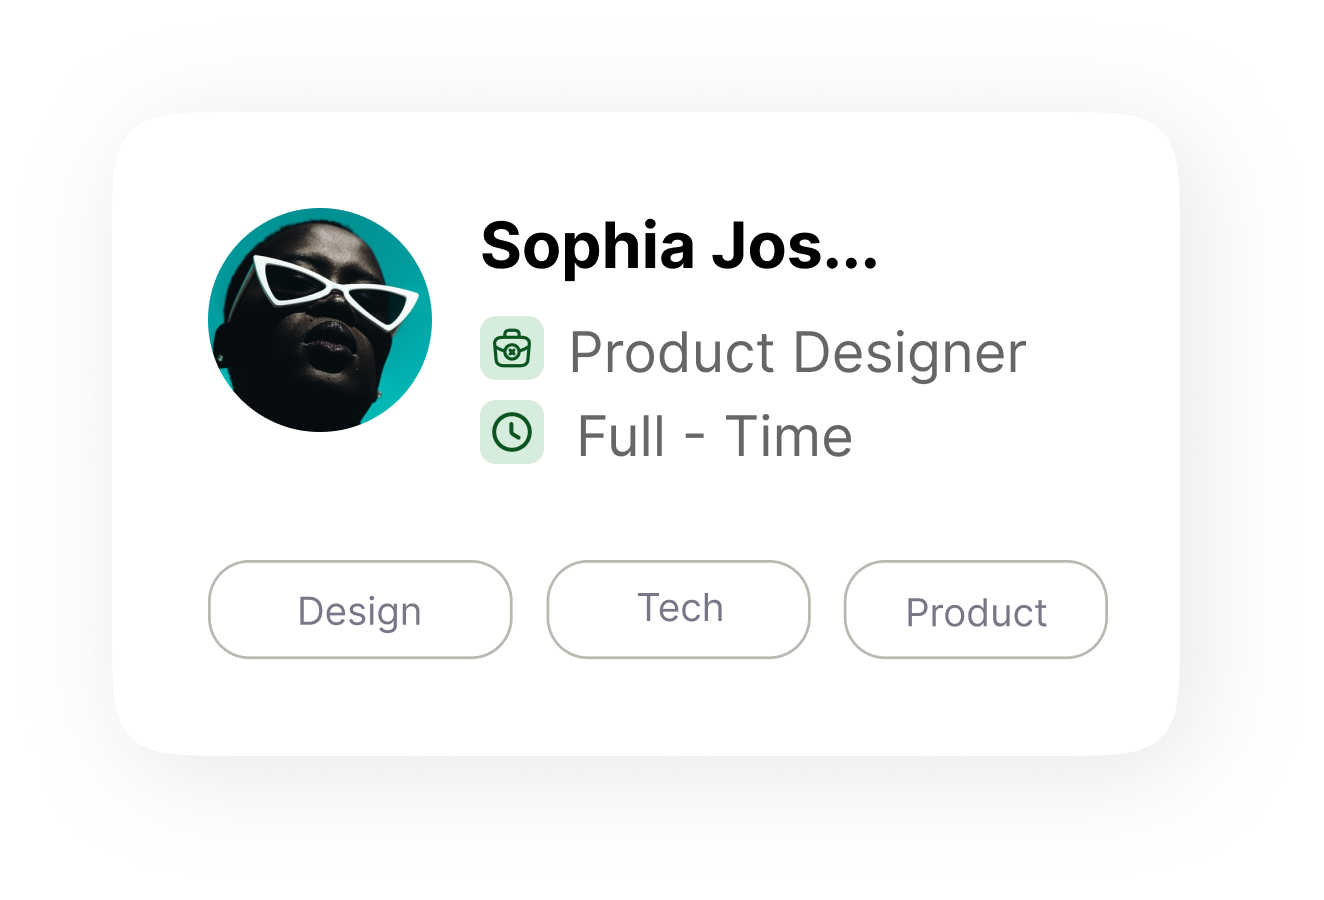 Sophia Jos...
Product Designer
Full - Time
Design
Tech
Product